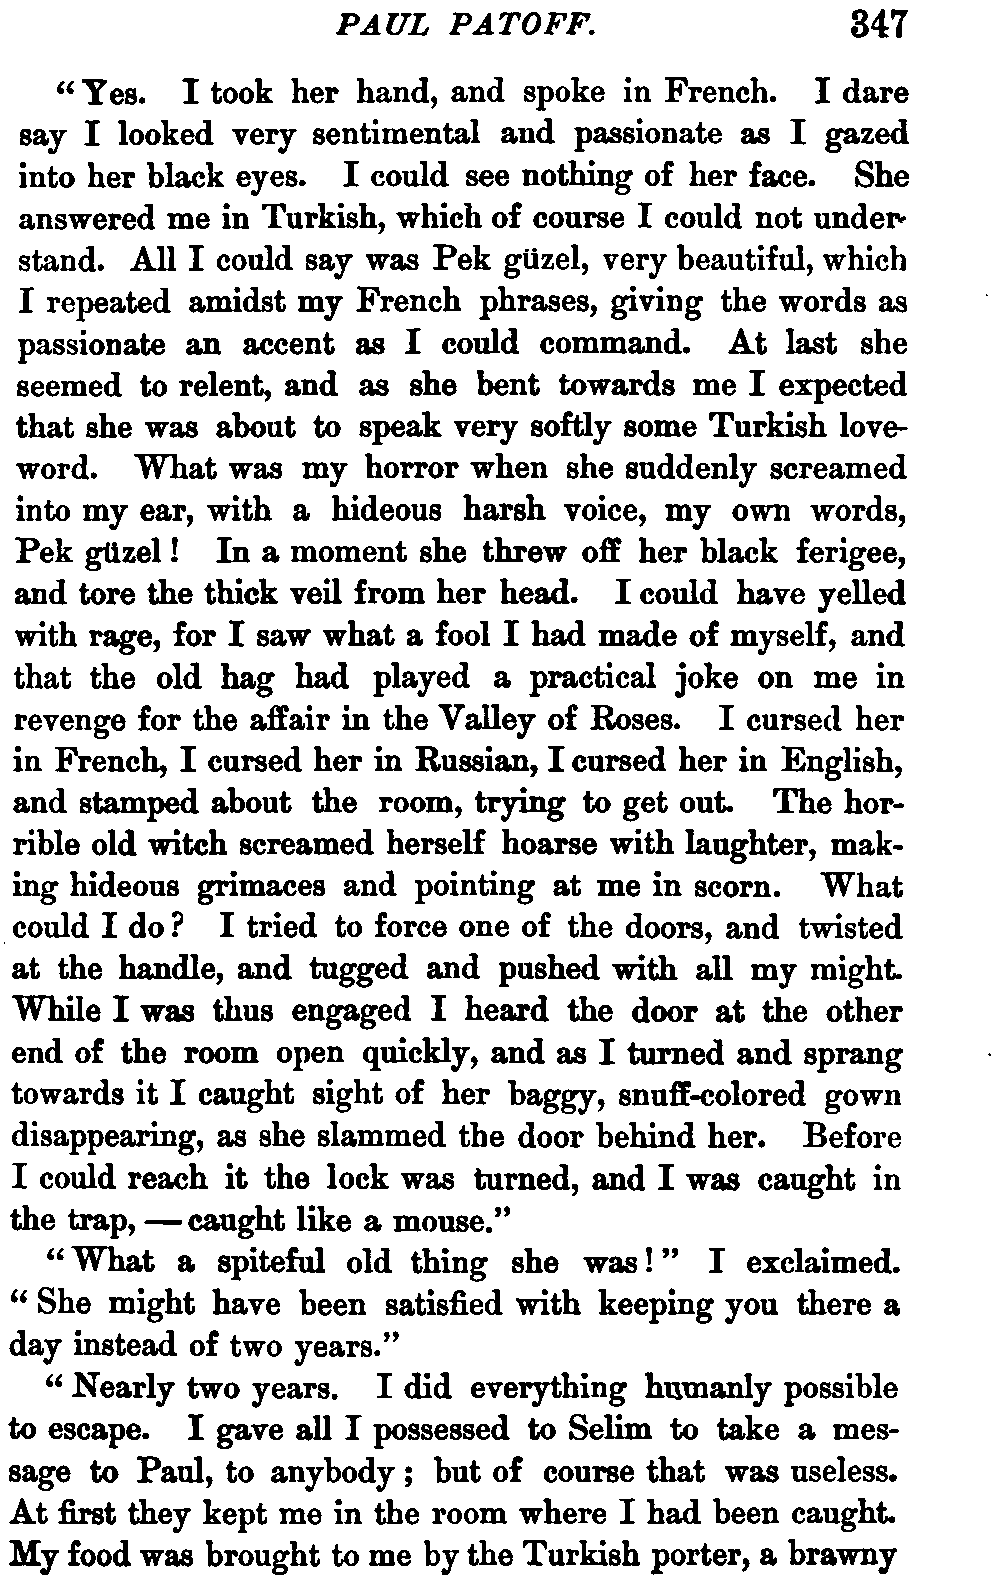 PAUL PATOFF. 347
“Yes. I took her hand, and spoke in French. I dare
say I looked very sentimental and passionate as I gazed
into her black eyes. I could see nothing of her face. She
answered me in Turkish, which of course I could not under-
stand. All I could say was Pek güzel, very beautiful, which
I repeated amidst my French phrases, giving the words as
passionate an accent as I could command. At last she
seemed to relent, and as she bent towards me I expected
that she was about to speak very softly some Turkish love-
word. What was my horror when she suddenly screamed
into my ear, with a hideous harsh voice, my own words,
Pek güzel! In a moment she threw off her black ferigee,
and tore the thick veil from her head. I could have yelled
with rage, for I saw what a fool I had made of myself, and
that the old hag had played a practical joke on me in
revenge for the affair in the Valley of Roses. I cursed her
in French, I cursed her in Russian, I cursed her in English,
and stamped about the room, trying to get out. The hor-
rible old witch screamed herself hoarse with laughter, mak-
ing hideous grimaces and pointing at me in scorn. What
could I do? I tried to force one of the doors, and twisted
at the handle, and tugged and pushed with all my might.
While I was thus engaged I heard the door at the other
end of the room open quickly, and as I turned and sprang
towards it I caught sight of her baggy, snuff-colored gown
disappearing, as she slammed the door behind her. Before
I could reach it the lock was turned, and I was caught in
the trap, — caught like a mouse.”
“What a spiteful old thing she was!” I exclaimed.
“She might have been satisfied with keeping you there a
day instead of two years.”
“Nearly two years. I did everything humanly possible
to escape. I gave all I possessed to Selim to take a mes-
sage to Paul, to anybody; but of course that was useless.
At first they kept me in the room where I had been caught.
My food was brought to me by the Turkish porter, a brawny